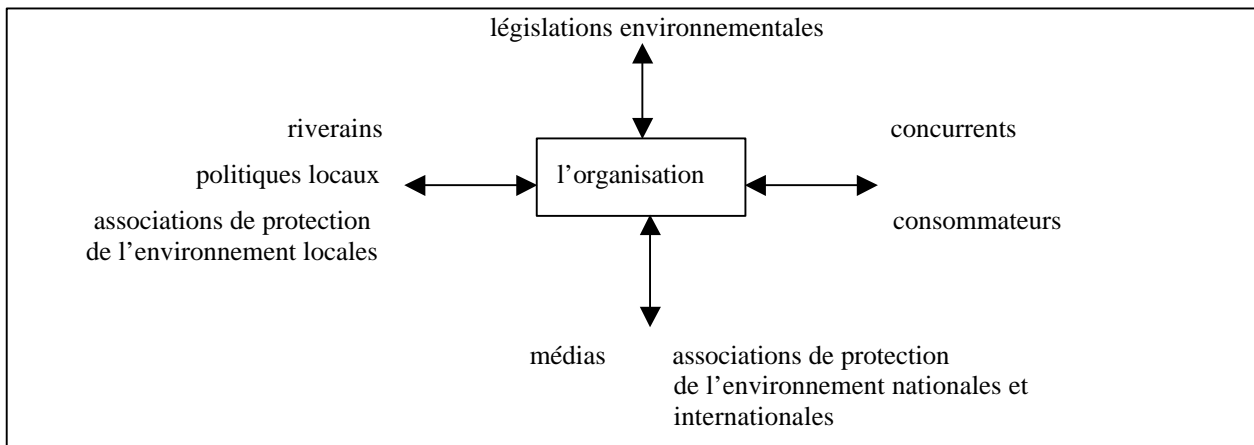 législations environnementales
riverains
concurrents
politiques locaux
l’organisation
associations de protection
de l’environnement locales
consommateurs
médias
associations de protection
de l’environnement nationales et
internationales